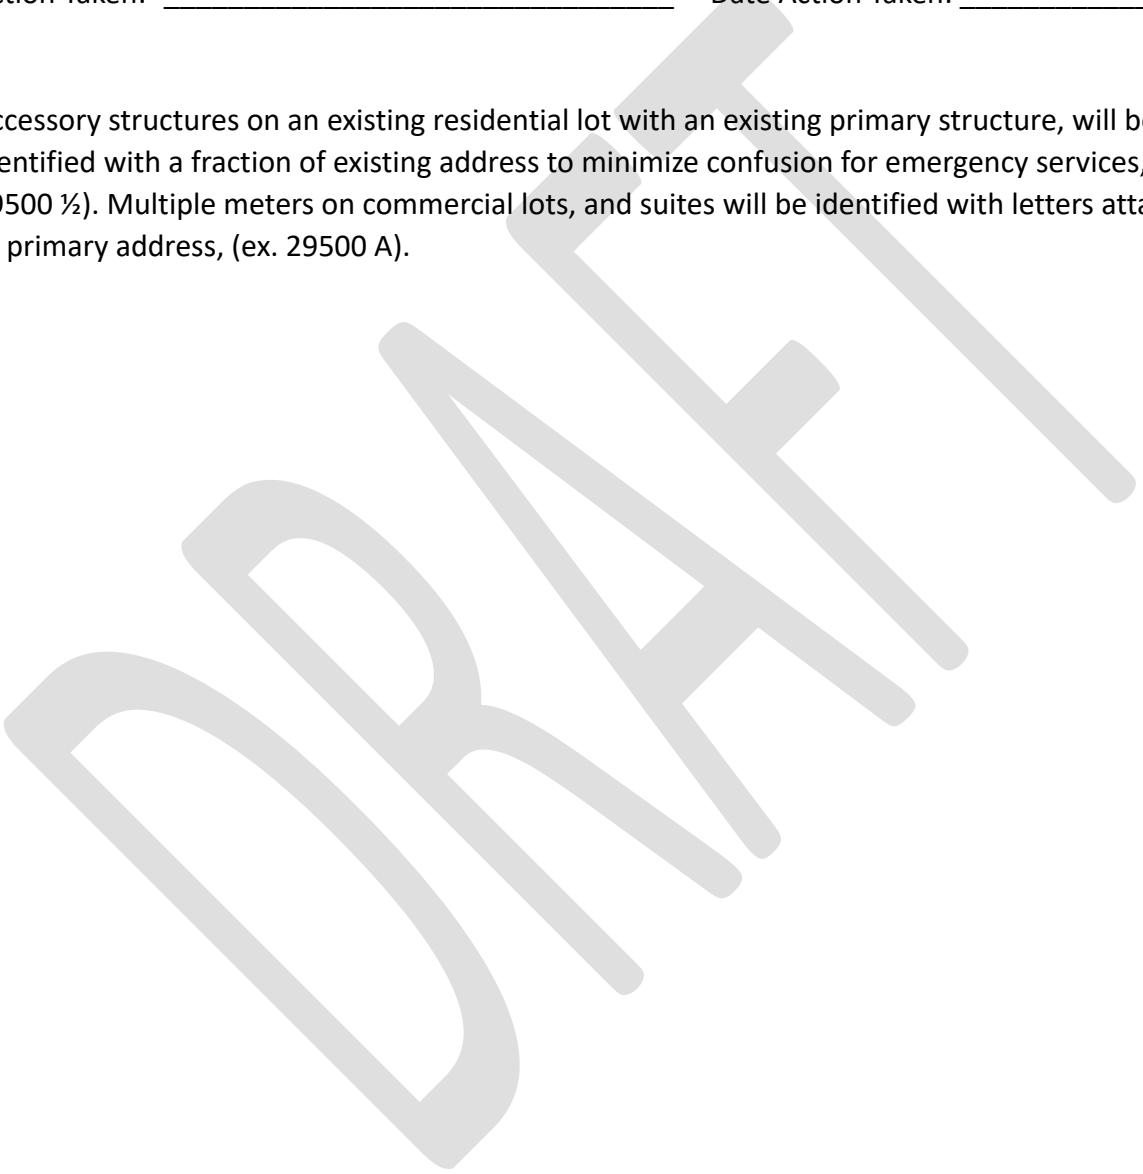 ction Taken: ________________________________ Date Action Taken: ____________
ccessory structures on an existing residential lot with an existing primary structure, will be
entified with a fraction of existing address to minimize confusion for emergency services,
9500 ½). Multiple meters on commercial lots, and suites will be identified with letters atta
primary address, (ex. 29500 A).
DRAFT